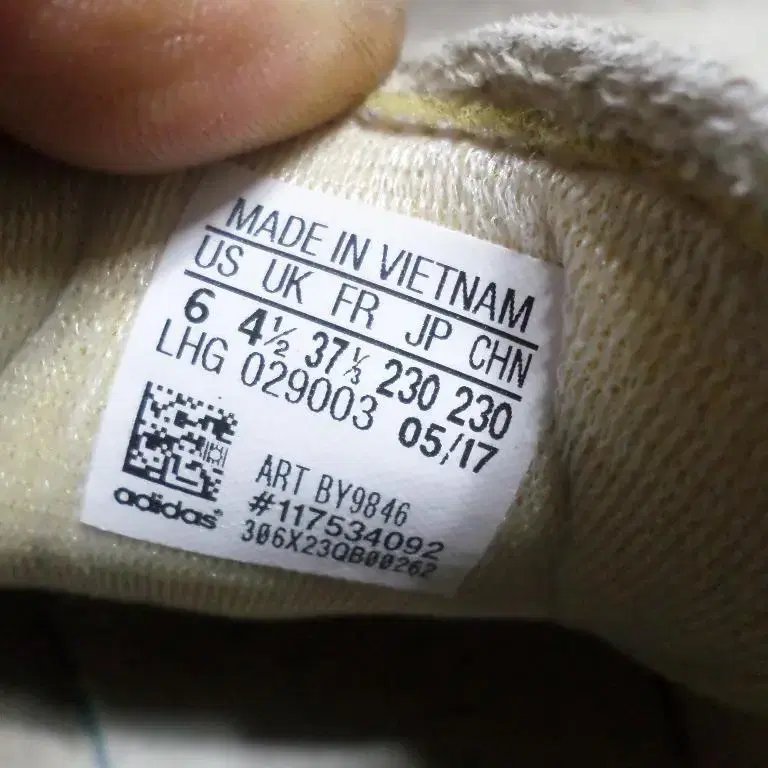 MADE IN VIETNAM
US UK FR JP CHN
6 4½ 37⅓ 230 230
LHG 029003 05/17
ART BY9846
#117534092
306X23QB00262
adidas